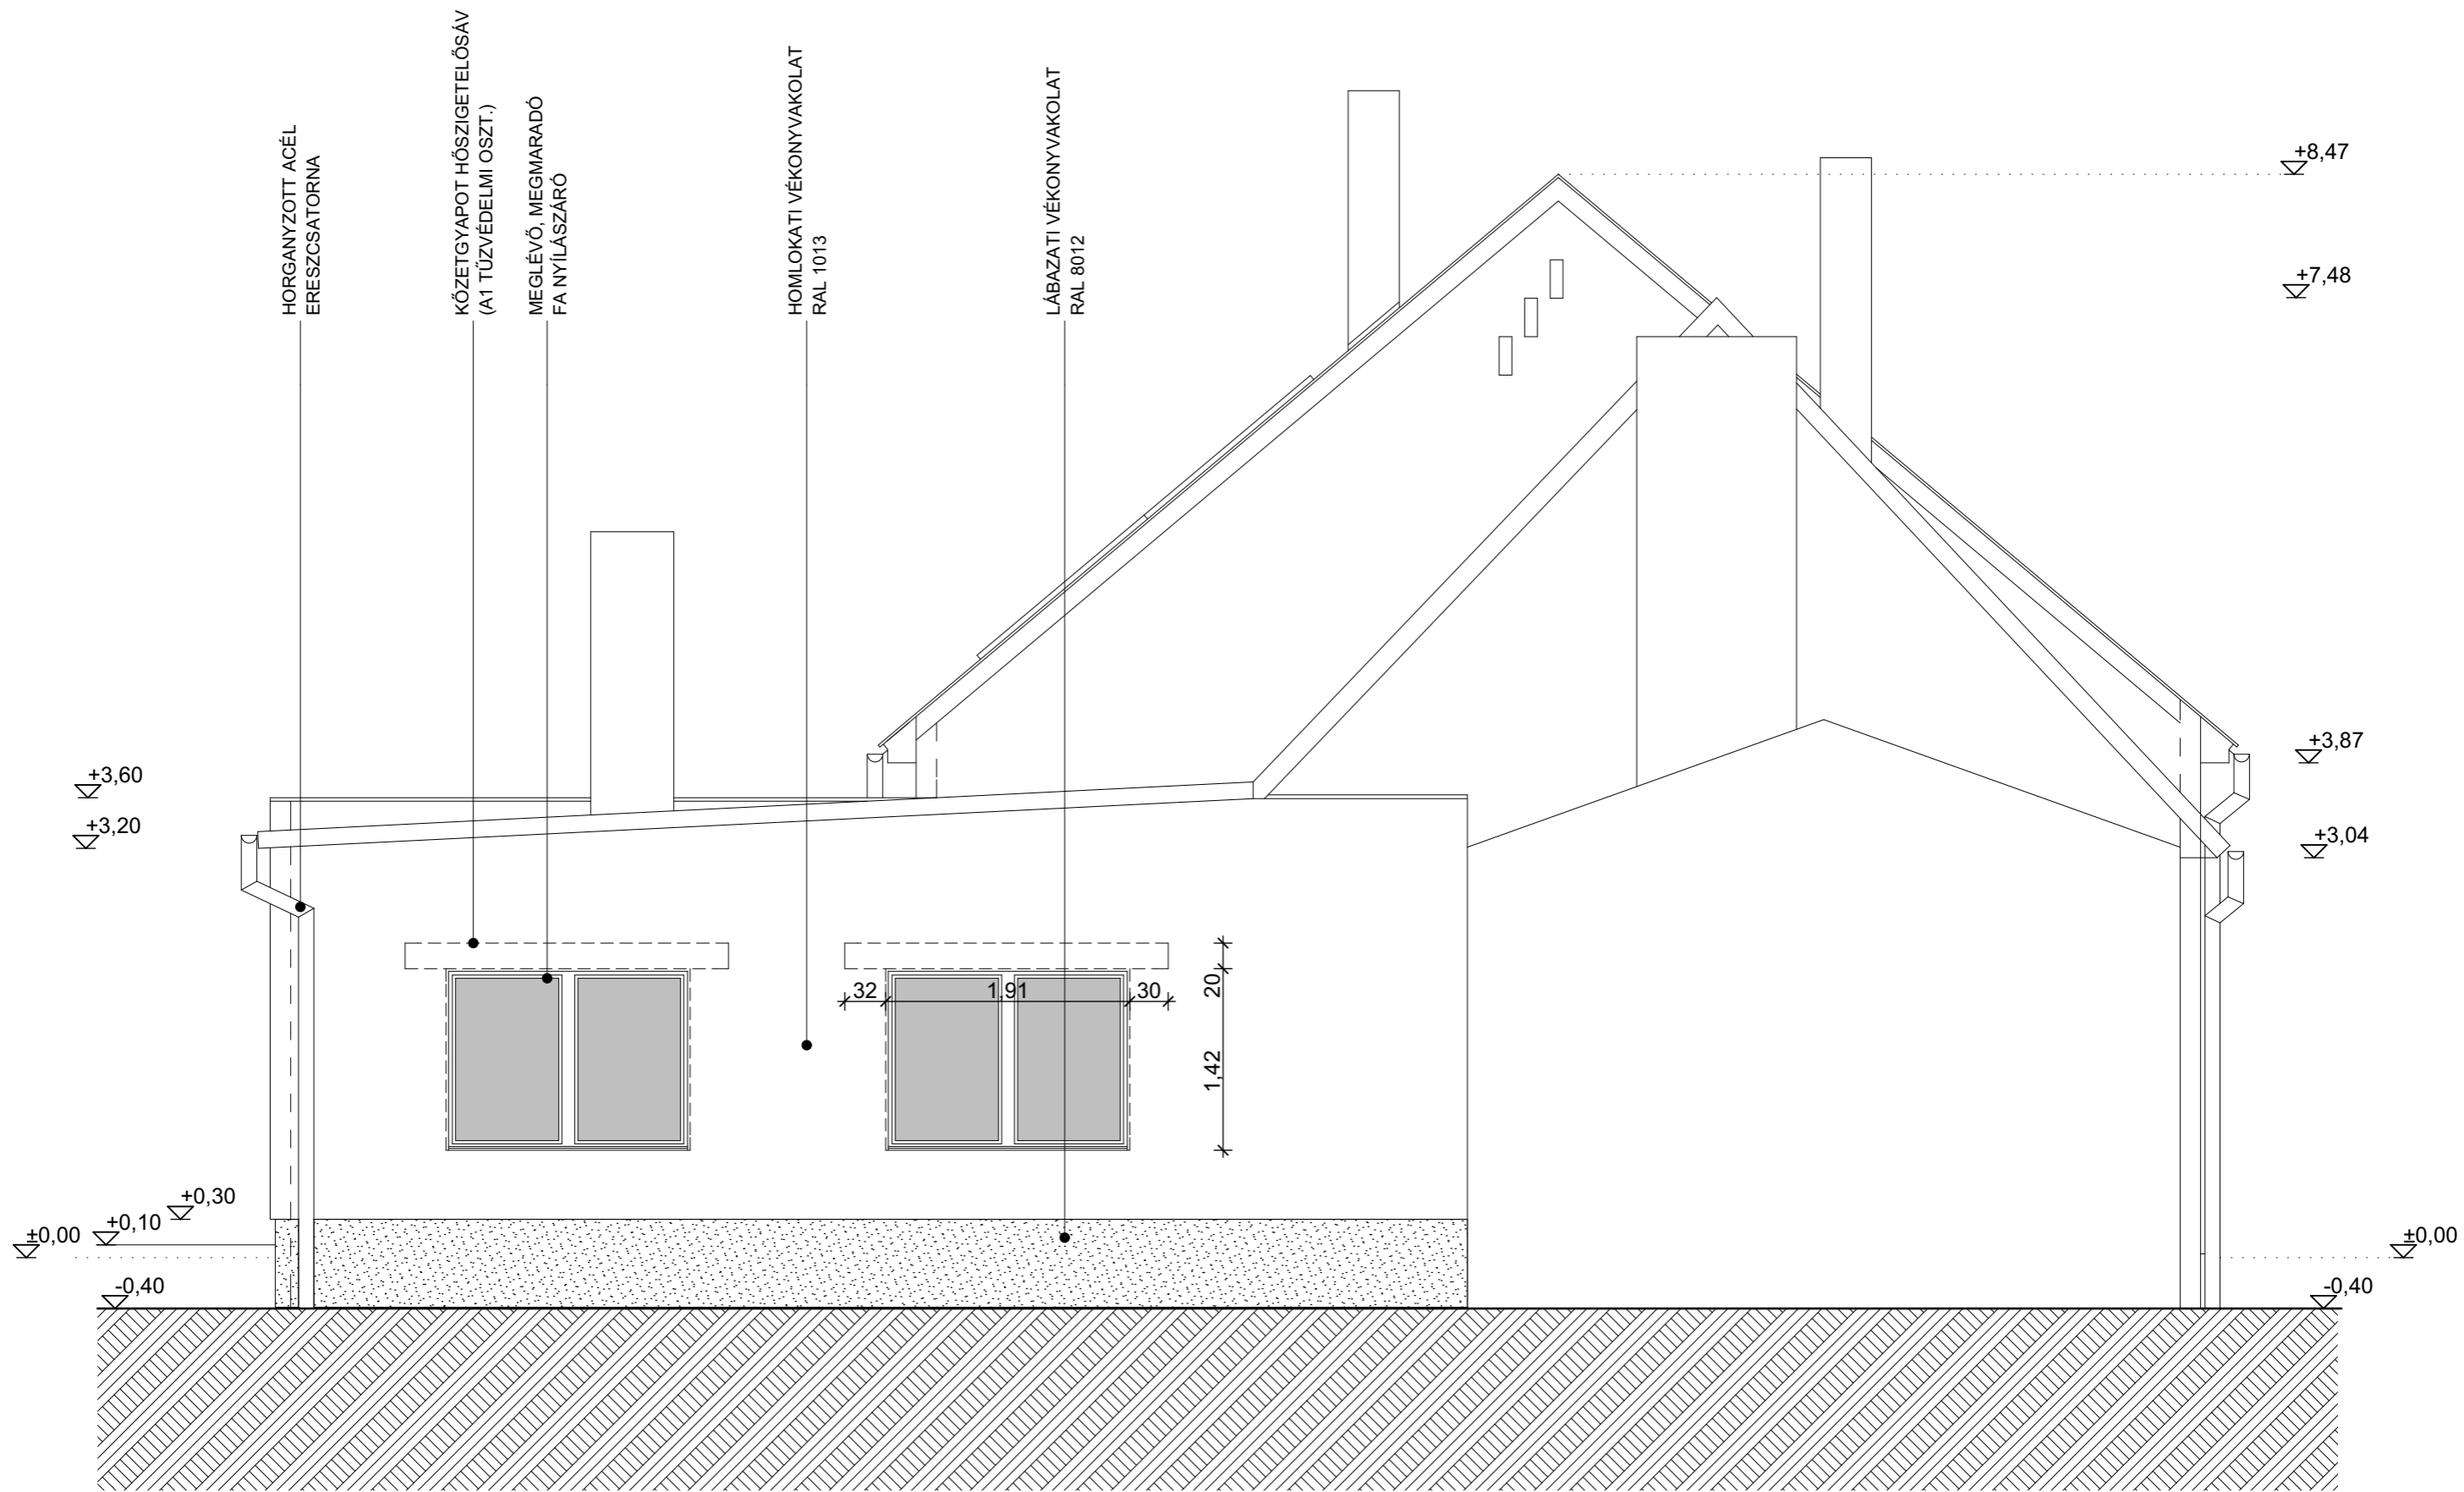 HORGANYZOTT ACÉL
ERESZCSATORNA
KŐZETGYAPOT HŐSZIGETELŐSÁV
(A1 TŰZVÉDELMI OSZT.)
MEGLÉVŐ, MEGMARADÓ
FA NYÍLÁSZÁRÓ
HOMLOKATI VÉKONYVAKOLAT
RAL 1013
LÁBAZATI VÉKONYVAKOLAT
RAL 8012
+8,47
+7,48
+3,87
+3,04
+3,60
+3,20
32
1,91
30
20
1,42
+0,30
+0,10
±0,00
-0,40
±0,00
-0,40